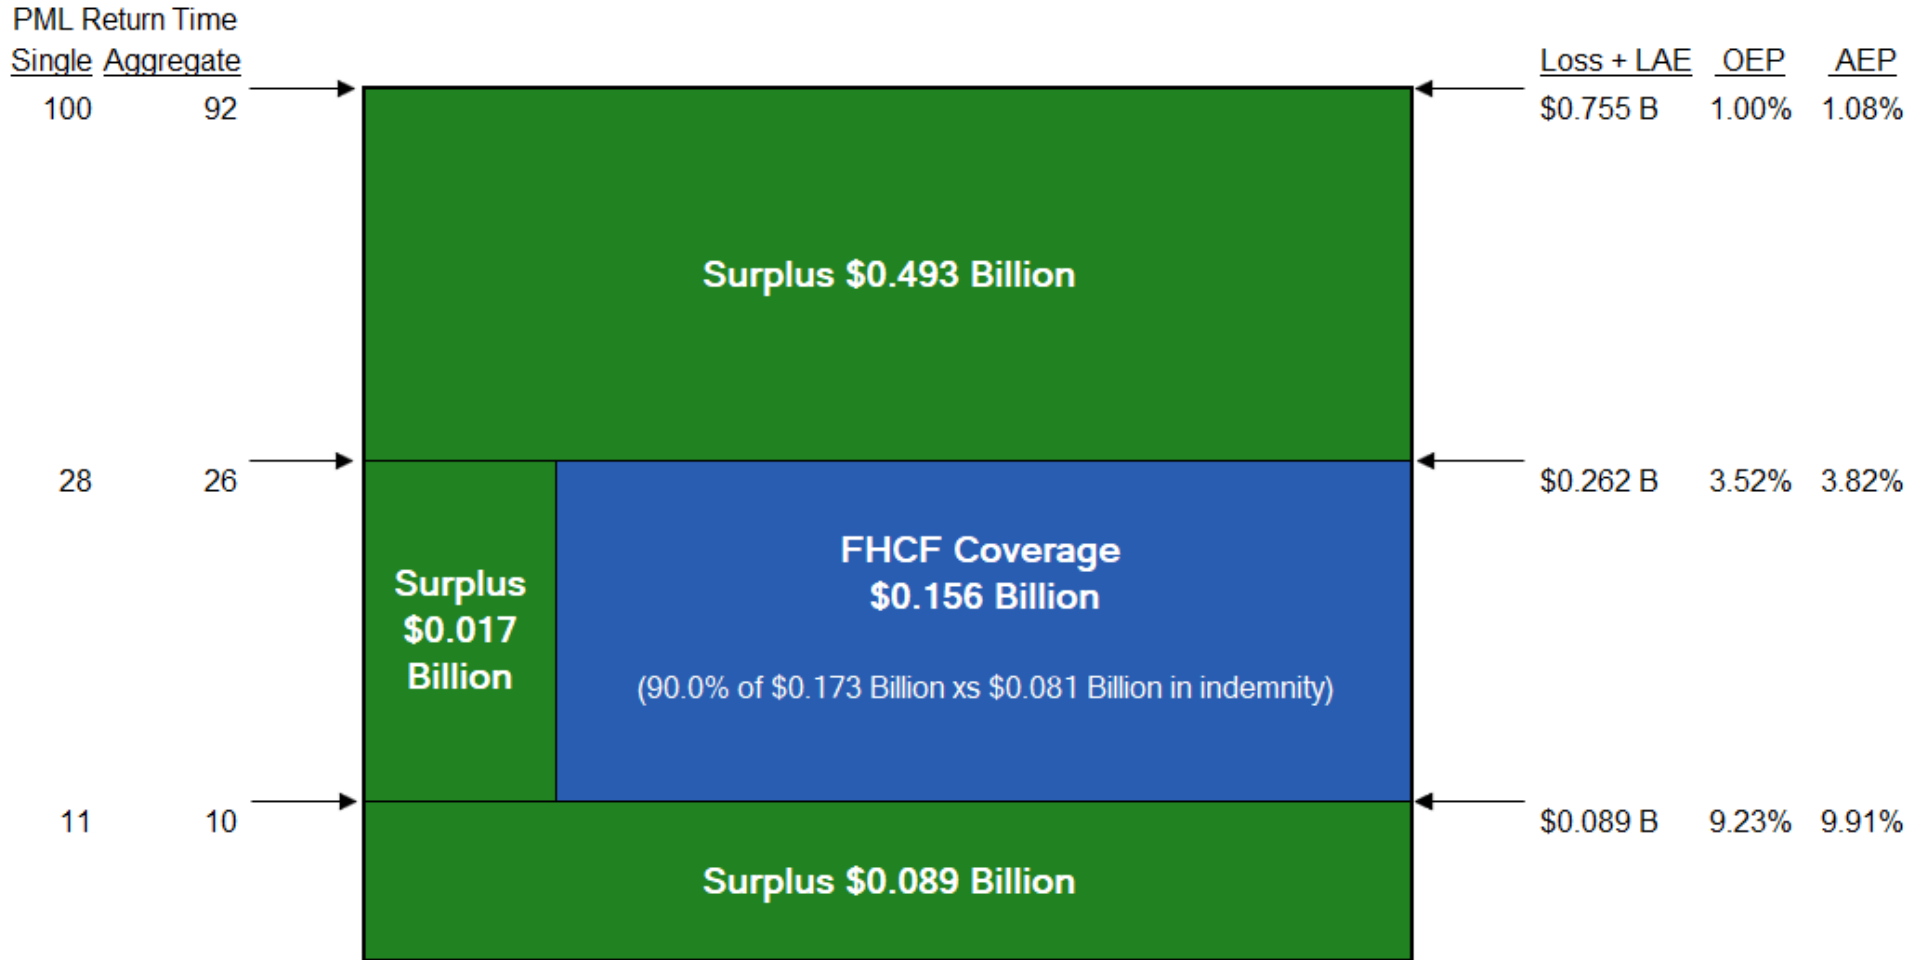 PML Return Time
Single Aggregate
Loss + LAE OEP AEP
100 92
$0.755 B 1.00% 1.08%
Surplus $0.493 Billion
28 26
$0.262 B 3.52% 3.82%
FHCF Coverage
$0.156 Billion
Surplus
$0.017
Billion
(90.0% of $0.173 Billion xs $0.081 Billion in indemnity)
11 10
$0.089 B 9.23% 9.91%
Surplus $0.089 Billion